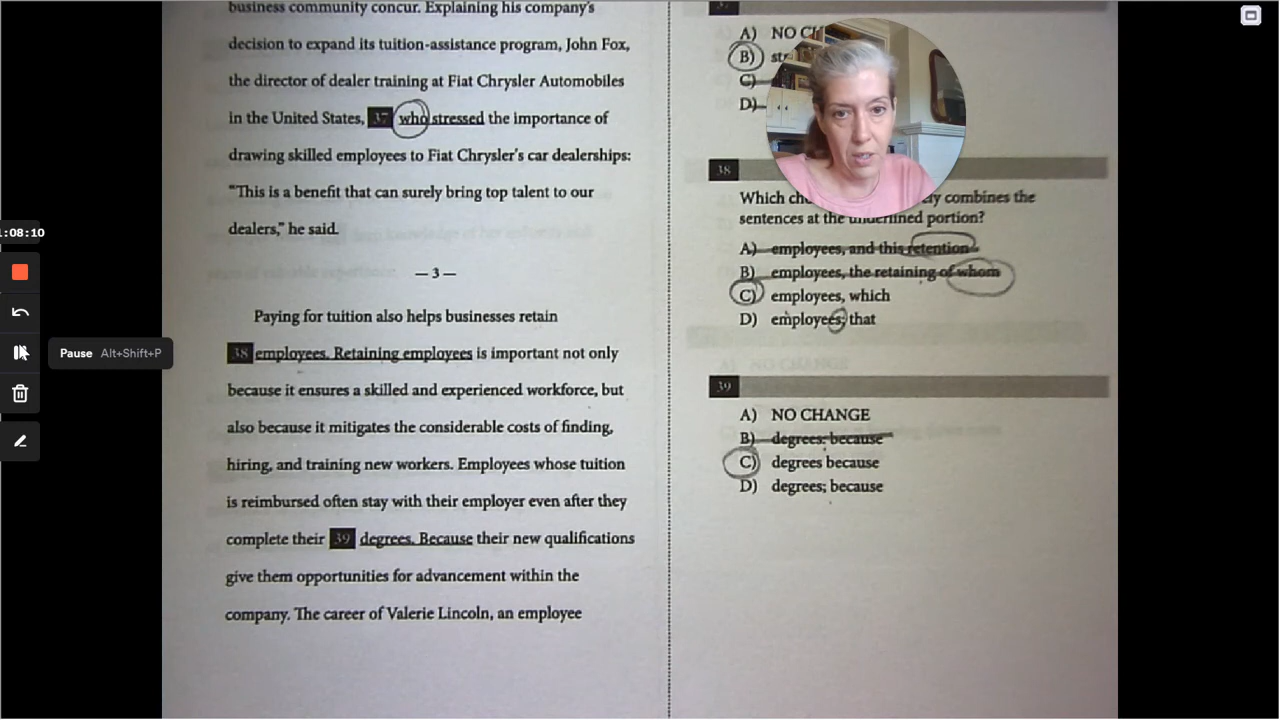 business community concur. Explaining his company's
decision to expand its tuition-assistance program, John Fox,
the director of dealer training at Fiat Chrysler Automobiles
in the United States, 37 who stressed the importance of
drawing skilled employees to Fiat Chrysler's car dealerships:
"This is a benefit that can surely bring top talent to our
dealers," he said.
— 3 —
Paying for tuition also helps businesses retain
38 employees. Retaining employees is important not only
because it ensures a skilled and experienced workforce, but
also because it mitigates the considerable costs of finding,
hiring, and training new workers. Employees whose tuition
is reimbursed often stay with their employer even after they
complete their 39 degrees. Because their new qualifications
give them opportunities for advancement within the
company. The career of Valerie Lincoln, an employee
37
A) NO
B)
C)
D)
38
Which combines the
sentences at the underlined portion?
A) employees, and this retention
B) employees, the retaining of whom
C) employees, which
D) employees; that
39
A) NO CHANGE
B) degrees: because
C) degrees because
D) degrees; because
1:08:10
Pause Alt+Shift+P